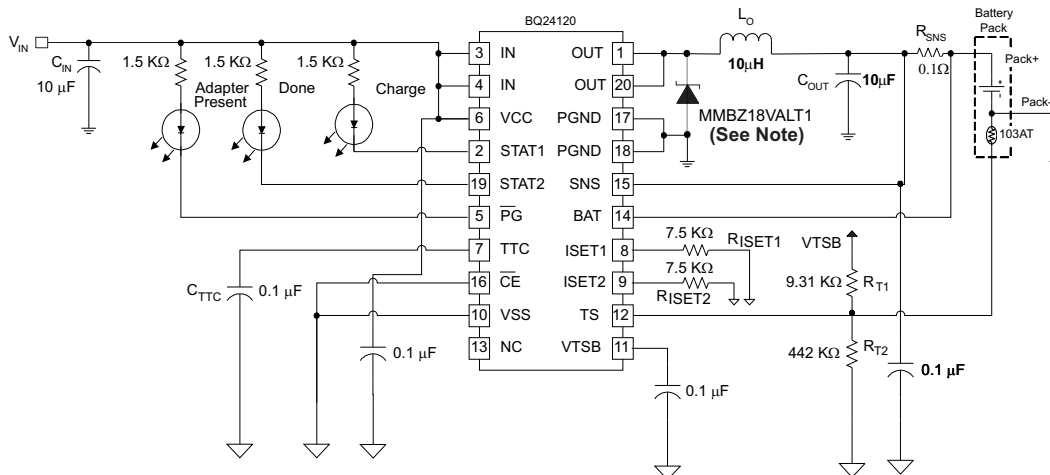 BQ24120
V_IN
C_IN
10 µF
1.5 KΩ
1.5 KΩ
1.5 KΩ
Adapter
Present
Done
Charge
3 IN
4 IN
6 VCC
2 STAT1
19 STAT2
5 PG
7 TTC
16 CE
10 VSS
13 NC
OUT 1
OUT 20
PGND 17
PGND 18
SNS 15
BAT 14
ISET1 8
ISET2 9
TS 12
VTSB 11
L_O
10µH
C_OUT
10µF
MMBZ18VALT1
(See Note)
R_SNS
0.1Ω
Battery
Pack
Pack+
+
Pack-
103AT
7.5 KΩ
R_ISET1
7.5 KΩ
R_ISET2
VTSB
9.31 KΩ
R_T1
442 KΩ
R_T2
C_TTC
0.1 µF
0.1 µF
0.1 µF
0.1 µF